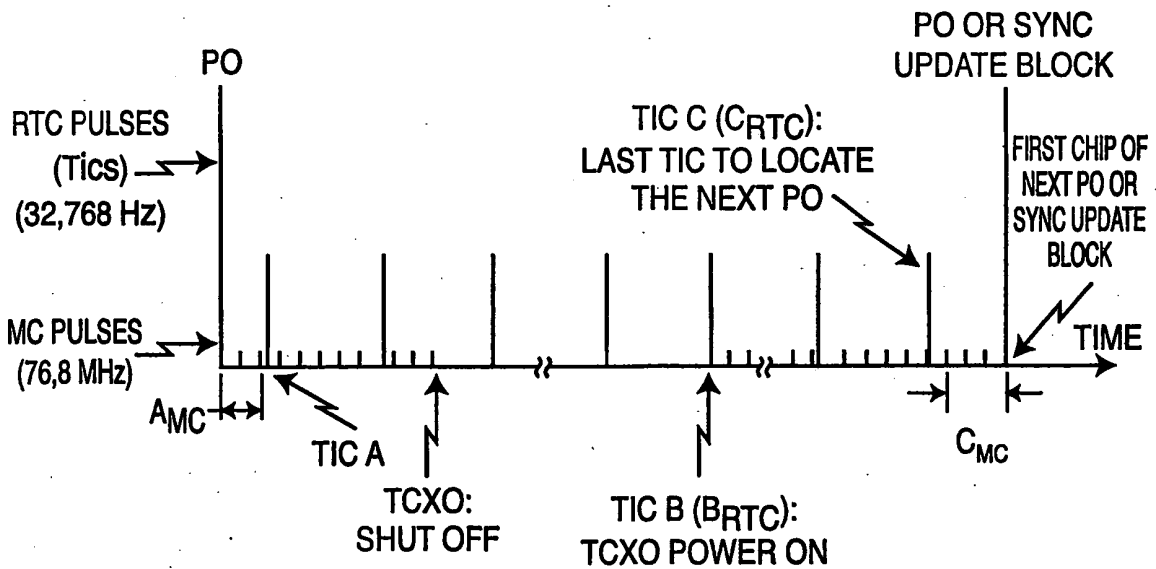 PO
PO OR SYNC
UPDATE BLOCK
RTC PULSES
(Tics)
(32,768 Hz)
TIC C (CRTC):
LAST TIC TO LOCATE
THE NEXT PO
FIRST CHIP OF
NEXT PO OR
SYNC UPDATE
BLOCK
MC PULSES
(76,8 MHz)
TIME
AMC
TIC A
CMC
TCXO:
SHUT OFF
TIC B (BRTC):
TCXO POWER ON